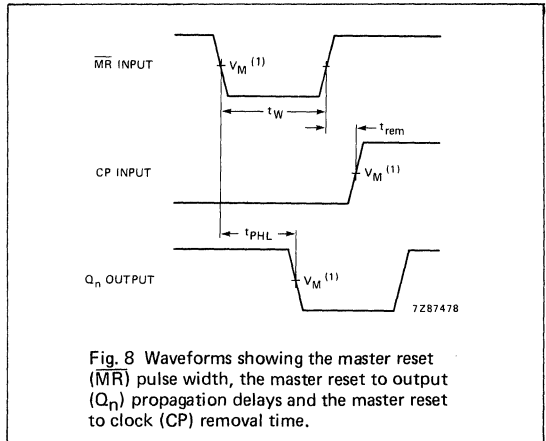 MR INPUT
VM (1)
tW
trem
CP INPUT
VM (1)
tPHL
Qn OUTPUT
VM (1)
7Z87478
Fig. 8 Waveforms showing the master reset
(MR) pulse width, the master reset to output
(Qn) propagation delays and the master reset
to clock (CP) removal time.